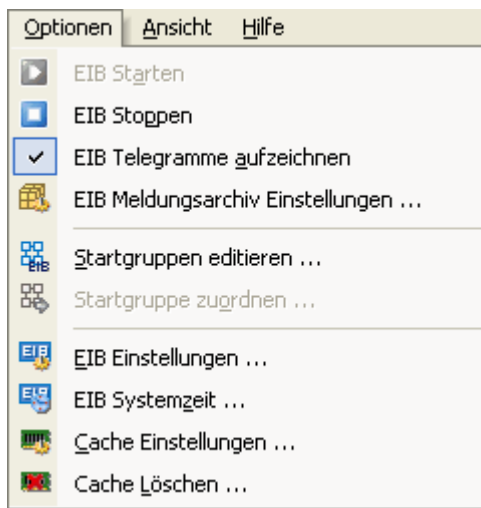 Optionen Ansicht Hilfe
EIB Starten
EIB Stoppen
EIB Telegramme aufzeichnen
EIB Meldungsarchiv Einstellungen ...
Startgruppen editieren ...
Startgruppe zuordnen ...
EIB Einstellungen ...
EIB Systemzeit ...
Cache Einstellungen ...
Cache Löschen ...